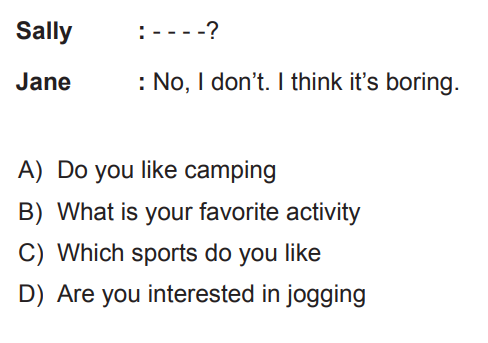 Sally : - - - -?
Jane : No, I don’t. I think it’s boring.
A) Do you like camping
B) What is your favorite activity
C) Which sports do you like
D) Are you interested in jogging